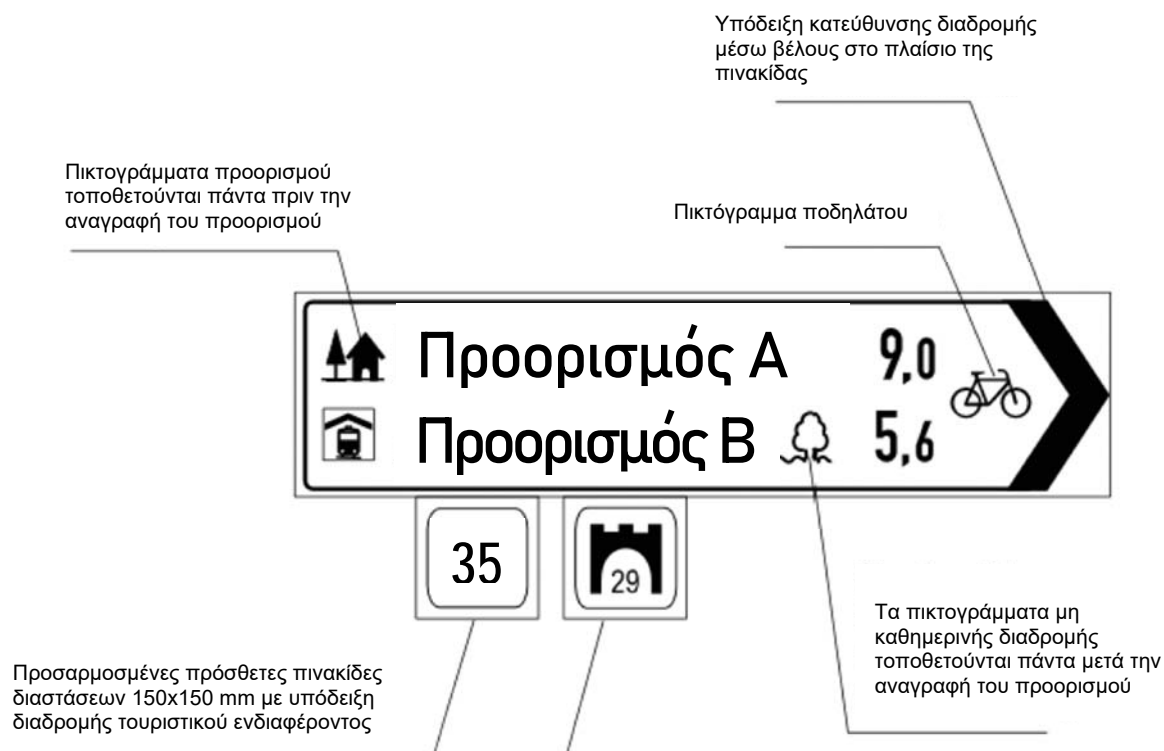 Υπόδειξη κατεύθυνσης διαδρομής
μέσω βέλους στο πλαίσιο της
πινακίδας
Πικτογράμματα προορισμού
τοποθετούνται πάντα πριν την
αναγραφή του προορισμού
Πικτόγραμμα ποδηλάτου
Προορισμός Α 9,0
Προορισμός Β 5,6
35
29
Τα πικτογράμματα μη
καθημερινής διαδρομής
τοποθετούνται πάντα μετά την
αναγραφή του προορισμού
Προσαρμοσμένες πρόσθετες πινακίδες
διαστάσεων 150x150 mm με υπόδειξη
διαδρομής τουριστικού ενδιαφέροντος